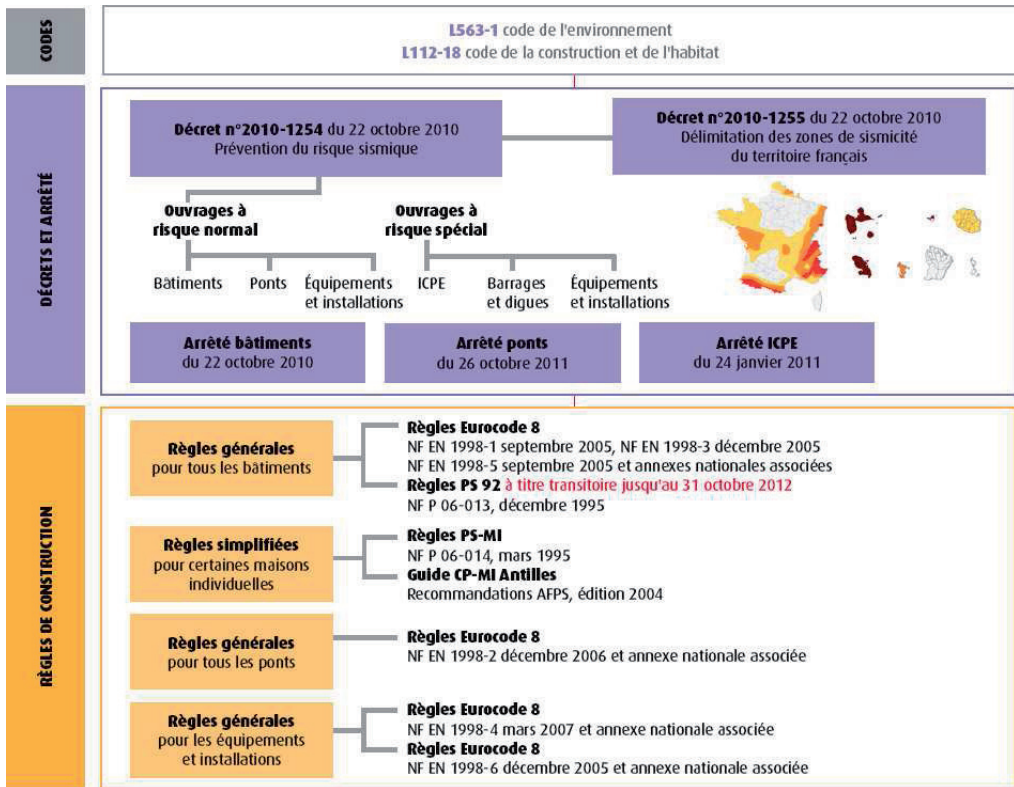 CODES
L563-1 code de l'environnement
L112-18 code de la construction et de l'habitat
DÉCRETS ET ARRÊTÉ
Décret n°2010-1254 du 22 octobre 2010
Prévention du risque sismique
Décret n°2010-1255 du 22 octobre 2010
Délimitation des zones de sismicité
du territoire français
Ouvrages à
risque normal
Ouvrages à
risque spécial
Bâtiments
Ponts
Équipements
et installations
ICPE
Barrages
et digues
Équipements
et installations
Arrêté bâtiments
du 22 octobre 2010
Arrêté ponts
du 26 octobre 2011
Arrêté ICPE
du 24 janvier 2011
RÈGLES DE CONSTRUCTION
Règles générales
pour tous les bâtiments
Règles Eurocode 8
NF EN 1998-1 septembre 2005, NF EN 1998-3 décembre 2005
NF EN 1998-5 septembre 2005 et annexes nationales associées
Règles PS 92 à titre transitoire jusqu'au 31 octobre 2012
NF P 06-013, décembre 1995
Règles simplifiées
pour certaines maisons
individuelles
Règles PS-MI
NF P 06-014, mars 1995
Guide CP-MI Antilles
Recommandations AFPS, édition 2004
Règles générales
pour tous les ponts
Règles Eurocode 8
NF EN 1998-2 décembre 2006 et annexe nationale associée
Règles générales
pour les équipements
et installations
Règles Eurocode 8
NF EN 1998-4 mars 2007 et annexe nationale associée
Règles Eurocode 8
NF EN 1998-6 décembre 2005 et annexe nationale associée